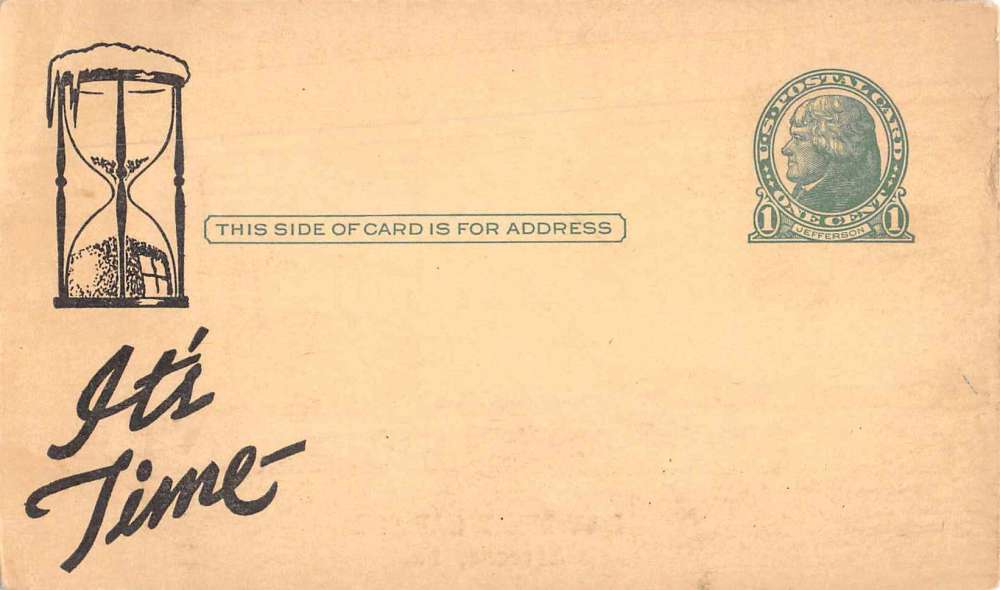 U.S. POSTAL CARD
ONE CENT
1 1
JEFFERSON
THIS SIDE OF CARD IS FOR ADDRESS
It's
Time-